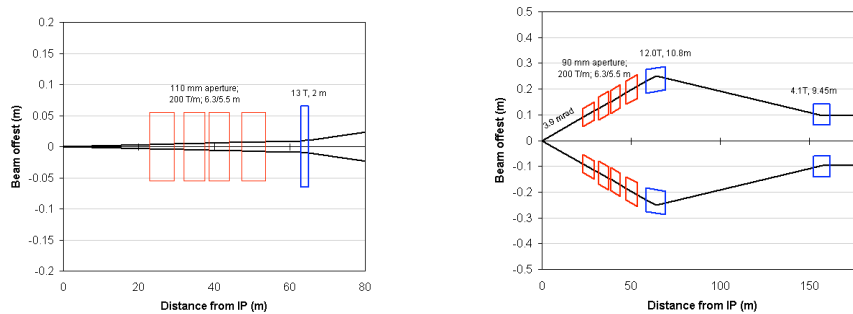 0.2
0.15
0.1
0.05
0
-0.05
-0.1
-0.15
-0.2
Beam offest (m)
110 mm aperture;
200 T/m; 6.3/5.5 m
13 T, 2 m
0
20
40
60
80
Distance from IP (m)
0.5
0.4
0.3
0.2
0.1
0.0
-0.1
-0.2
-0.3
-0.4
-0.5
Beam offest (m)
12.0T, 10.8m
90 mm aperture;
200 T/m; 6.3/5.5 m
4.1T, 9.45m
3.9 mrad
0
50
100
150
Distance from IP (m)